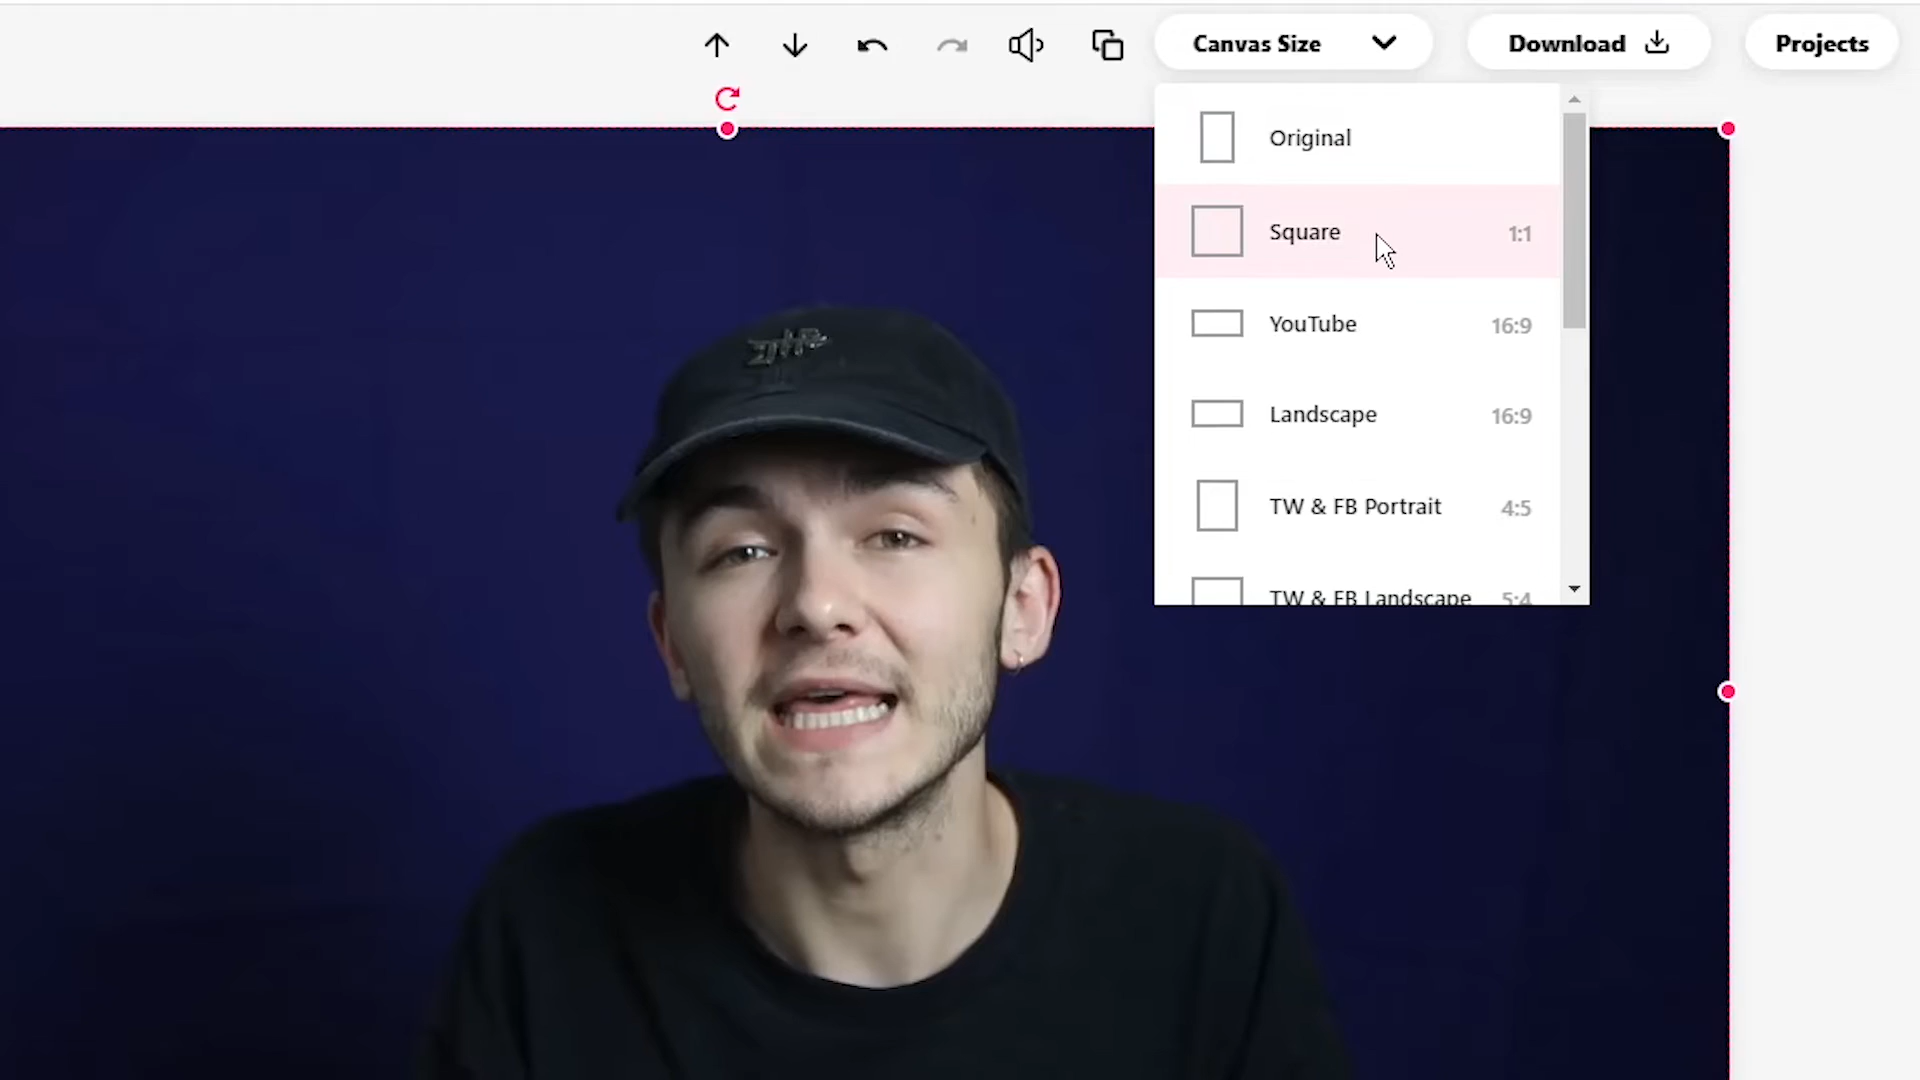 Canvas Size
Download
Projects
Original
Square 1:1
YouTube 16:9
Landscape 16:9
TW & FB Portrait 4:5
TW & FB Landscape 5:4